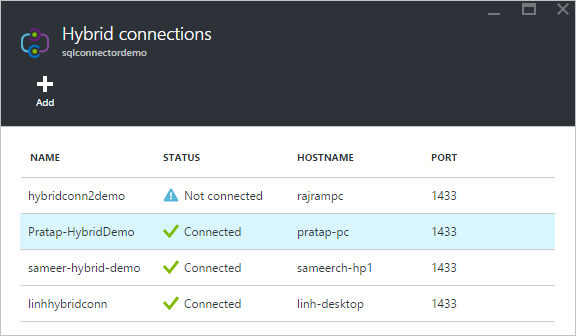 Hybrid connections
sqlconnectordemo
Add
NAME STATUS HOSTNAME PORT
hybridconn2demo Not connected rajrampc 1433
Pratap-HybridDemo Connected pratap-pc 1433
sameer-hybrid-demo Connected sameerch-hp1 1433
linhhybridconn Connected linh-desktop 1433